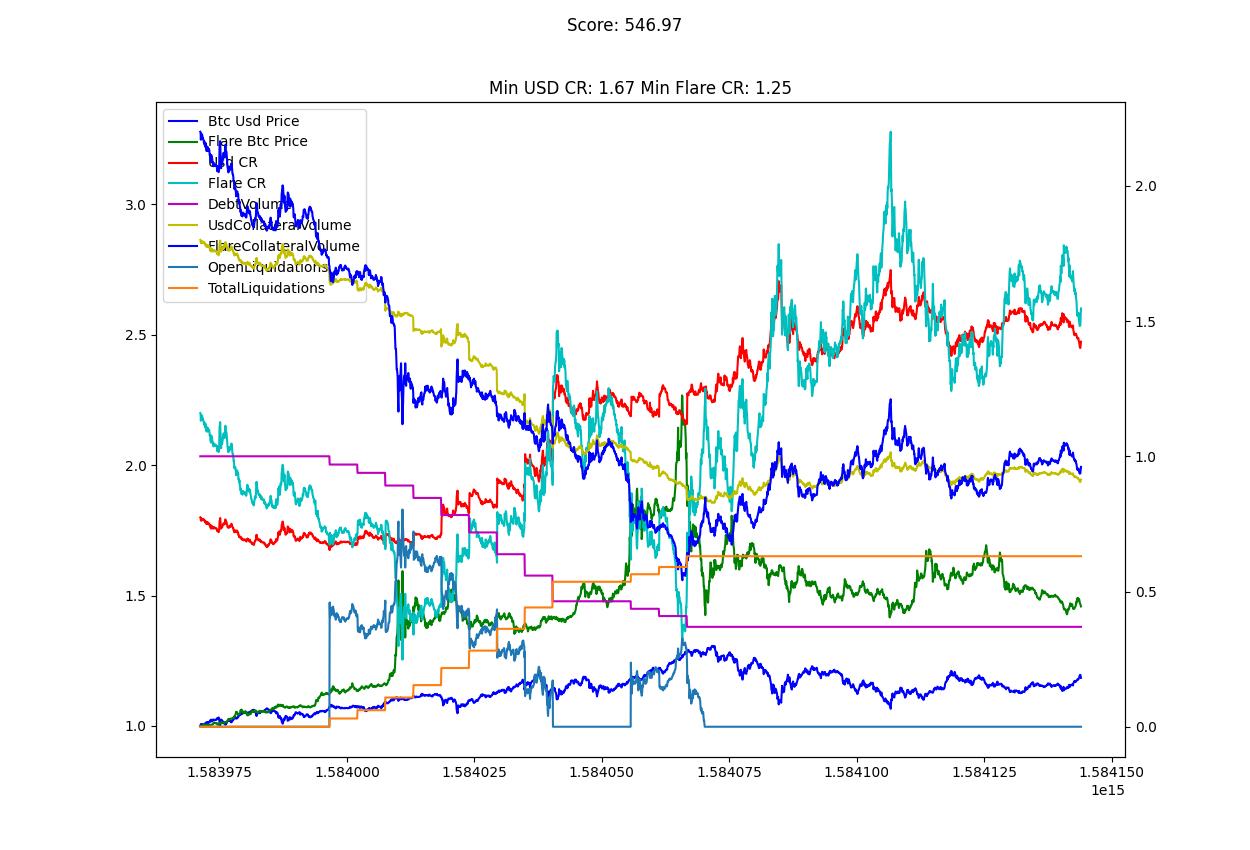 Score: 546.97
Min USD CR: 1.67 Min Flare CR: 1.25
Btc Usd Price
Flare Btc Price
Usd CR
Flare CR
DebtVolume
UsdCollateralVolume
FlareCollateralVolume
OpenLiquidations
TotalLiquidations
3.0
2.5
2.0
1.5
1.0
2.0
1.5
1.0
0.5
0.0
1.583975
1.584000
1.584025
1.584050
1.584075
1.584100
1.584125
1.584150
1e15